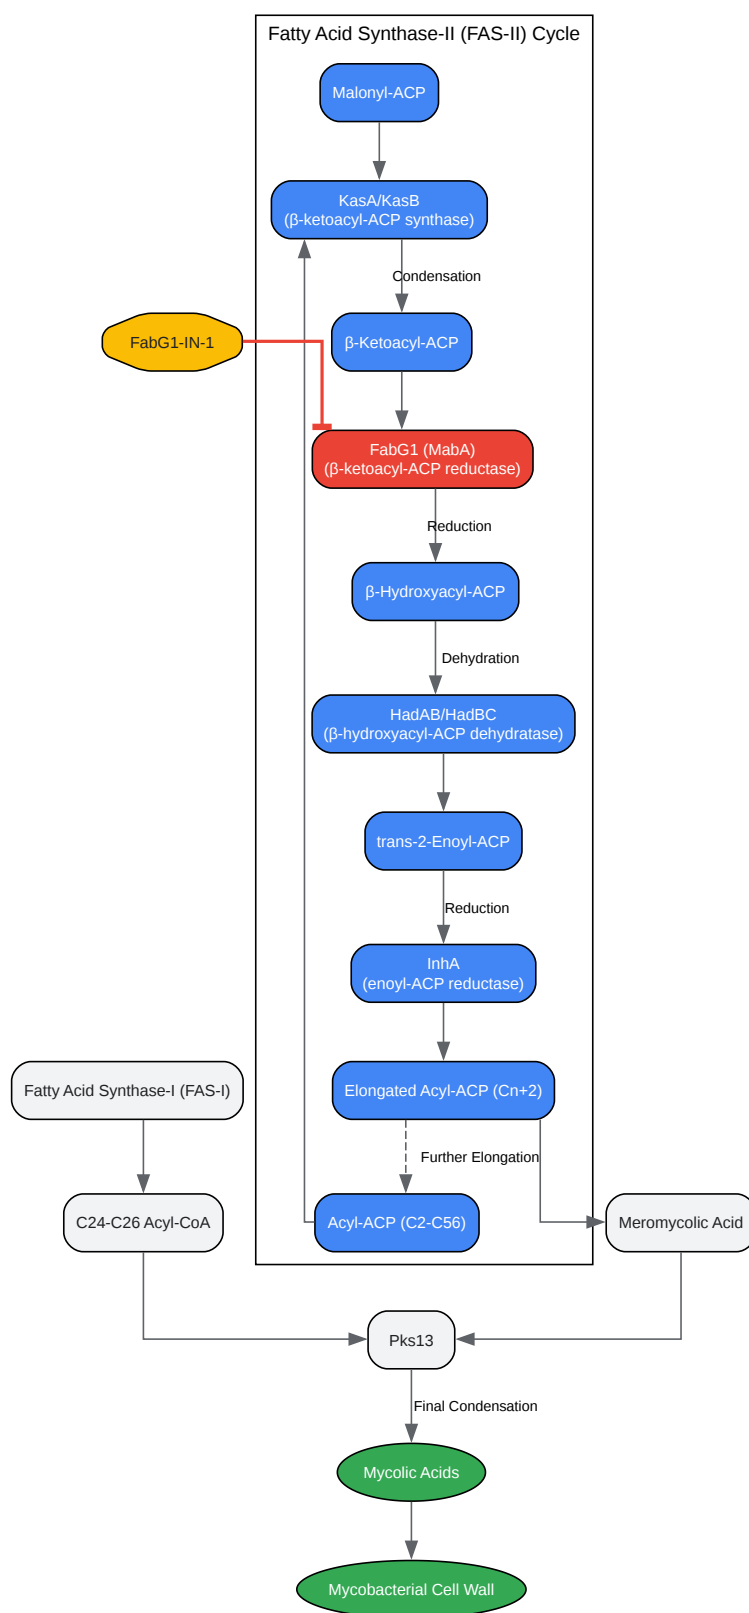 Fatty Acid Synthase-II (FAS-II) Cycle
Malonyl-ACP
KasA/KasB
(β-ketoacyl-ACP synthase)
Condensation
FabG1-IN-1
β-Ketoacyl-ACP
FabG1 (MabA)
(β-ketoacyl-ACP reductase)
Reduction
β-Hydroxyacyl-ACP
Dehydration
HadAB/HadBC
(β-hydroxyacyl-ACP dehydratase)
trans-2-Enoyl-ACP
Reduction
InhA
(enoyl-ACP reductase)
Fatty Acid Synthase-I (FAS-I)
Elongated Acyl-ACP (Cn+2)
Further Elongation
C24-C26 Acyl-CoA
Acyl-ACP (C2-C56)
Meromycolic Acid
Pks13
Final Condensation
Mycolic Acids
Mycobacterial Cell Wall